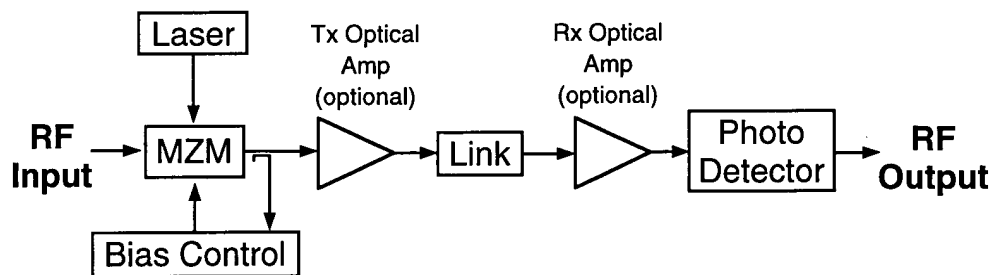 Laser
Tx Optical
Amp
(optional)
Rx Optical
Amp
(optional)
RF
Input
MZM
Link
Photo
Detector
RF
Output
Bias Control